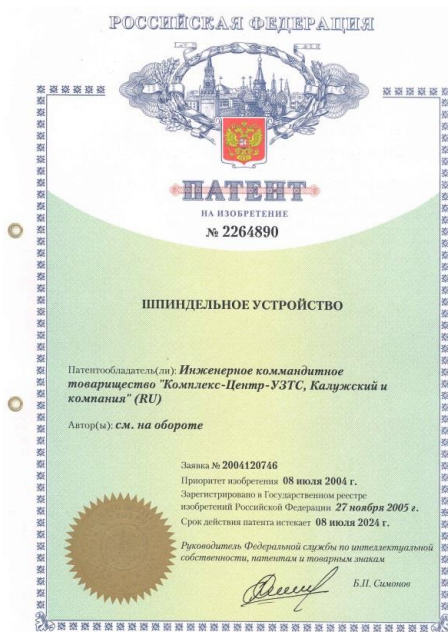 РОССИЙСКАЯ ФЕДЕРАЦИЯ
ПАТЕНТ
НА ИЗОБРЕТЕНИЕ
№ 2264890
ШПИНДЕЛЬНОЕ УСТРОЙСТВО
Патентообладатель(ли): Инженерное коммандитное
товарищество "Комплекс-Центр-УЗТС, Калужский и
компания" (RU)
Автор(ы): см. на обороте
Заявка № 2004120746
Приоритет изобретения 08 июля 2004 г.
Зарегистрировано в Государственном реестре
изобретений Российской Федерации 27 ноября 2005 г.
Срок действия патента истекает 08 июля 2024 г.
Руководитель Федеральной службы по интеллектуальной
собственности, патентам и товарным знакам
Б.П. Симонов